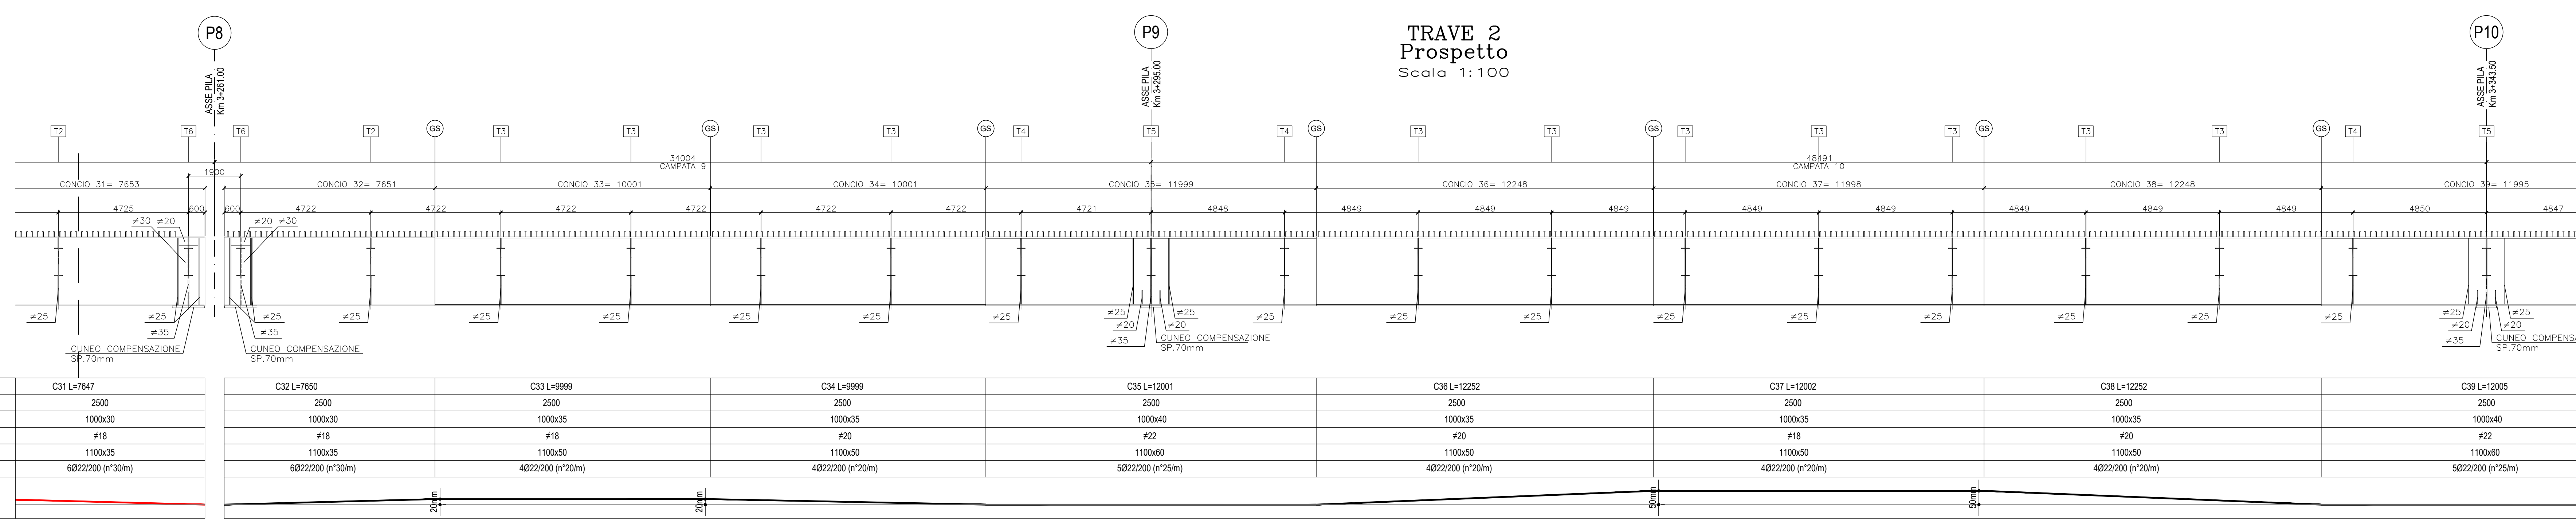 P8
P9
P10
TRAVE 2
Prospetto
Scala 1:100
ASSE PILA
Km 3+261.00
ASSE PILA
Km 3+295.00
ASSE PILA
Km 3+343.50
T2 T6 T6 T2 GS T3 T3 GS T3 T3 GS T4 T5 T4 GS T3 T3 GS T3 T3 T3 GS T3 T3 GS T4 T5
34004 48491
CAMPATA 9 CAMPATA 10
1900
CONCIO 31= 7653 CONCIO 32= 7651 CONCIO 33= 10001 CONCIO 34= 10001 CONCIO 35= 11999 CONCIO 36= 12248 CONCIO 37= 11998 CONCIO 38= 12248 CONCIO 39= 11995
4725 600 600 4722 4722 4722 4722 4722 4722 4721 4848 4849 4849 4849 4849 4849 4849 4849 4850 4847
≠30 ≠20 ≠20 ≠30
≠25 ≠25 ≠25 ≠25 ≠25 ≠25 ≠25 ≠25 ≠25 ≠25 ≠25 ≠25 ≠25 ≠25 ≠25 ≠25 ≠25 ≠25 ≠25 ≠25 ≠25
≠35 ≠35 ≠20 ≠20 ≠20 ≠20
≠35 ≠35
CUNEO COMPENSAZIONE
SP.70mm
CUNEO COMPENSAZIONE
SP.70mm
CUNEO COMPENSAZIONE
SP.70mm
CUNEO COMPENS
SP.70mm
C31 L=7647 C32 L=7650 C33 L=9999 C34 L=9999 C35 L=12001 C36 L=12252 C37 L=12002 C38 L=12252 C39 L=12005
2500 2500 2500 2500 2500 2500 2500 2500 2500
1000x30 1000x30 1000x35 1000x35 1000x40 1000x35 1000x35 1000x35 1000x40
≠18 ≠18 ≠18 ≠20 ≠22 ≠20 ≠18 ≠20 ≠22
1100x35 1100x35 1100x50 1100x50 1100x60 1100x50 1100x50 1100x50 1100x60
6Ø22/200 (n°30/m) 6Ø22/200 (n°30/m) 4Ø22/200 (n°20/m) 4Ø22/200 (n°20/m) 5Ø22/200 (n°25/m) 4Ø22/200 (n°20/m) 4Ø22/200 (n°20/m) 4Ø22/200 (n°20/m) 5Ø22/200 (n°25/m)
20mm 20mm 50mm 50mm